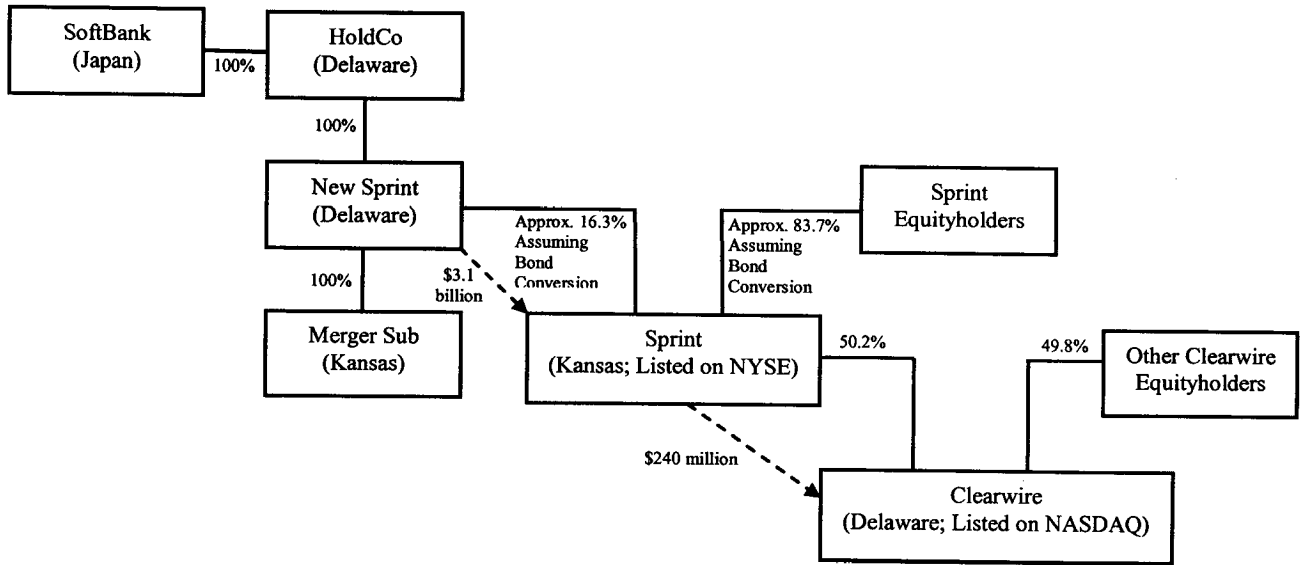 SoftBank
(Japan)
100%
HoldCo
(Delaware)
100%
New Sprint
(Delaware)
Approx. 16.3%
Assuming
Bond
Conversion
Approx. 83.7%
Assuming
Bond
Conversion
Sprint
Equityholders
100%
$3.1
billion
Merger Sub
(Kansas)
Sprint
(Kansas; Listed on NYSE)
50.2%
49.8%
Other Clearwire
Equityholders
$240 million
Clearwire
(Delaware; Listed on NASDAQ)